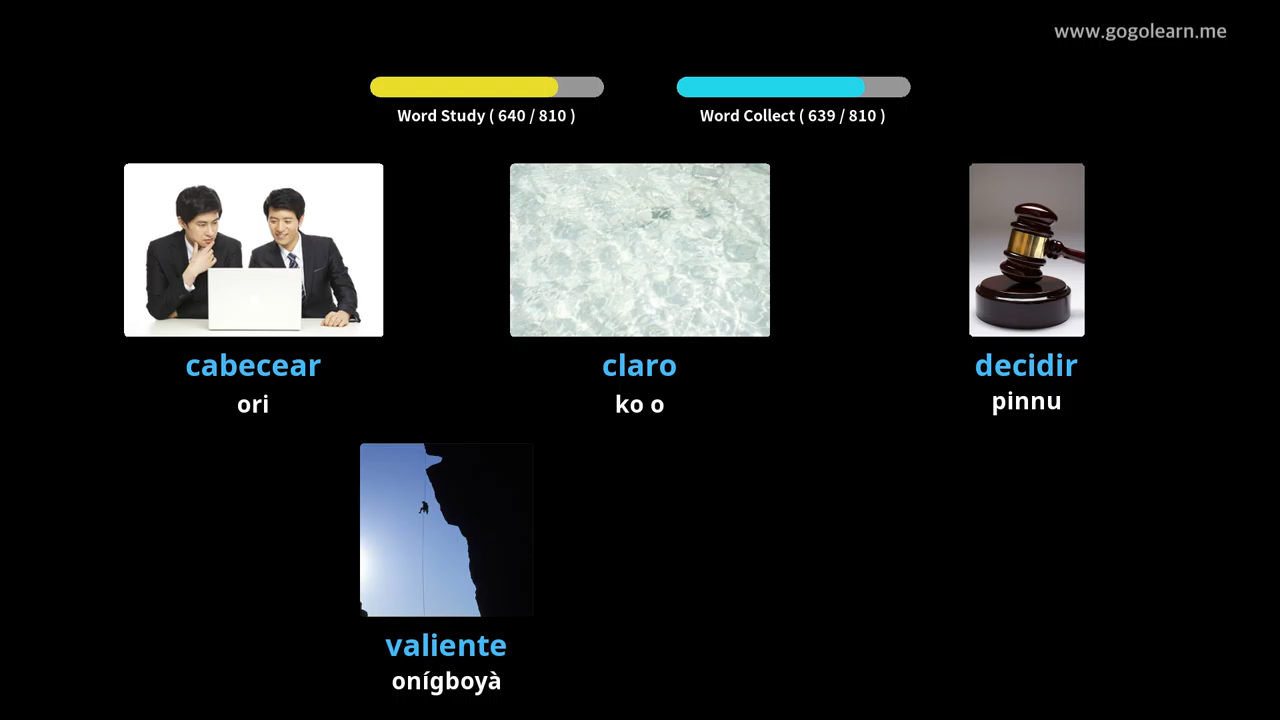 www.gogolearn.me
Word Study ( 640 / 810 )
Word Collect ( 639 / 810 )
cabecear
ori
claro
ko o
decidir
pinnu
valiente
onígboyà